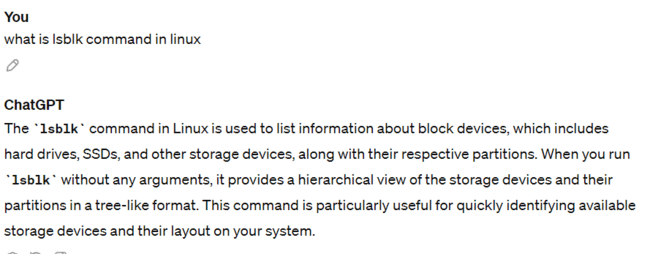 You
what is lsblk command in linux
ChatGPT
The `lsblk` command in Linux is used to list information about block devices, which includes
hard drives, SSDs, and other storage devices, along with their respective partitions. When you run
`lsblk` without any arguments, it provides a hierarchical view of the storage devices and their
partitions in a tree-like format. This command is particularly useful for quickly identifying available
storage devices and their layout on your system.